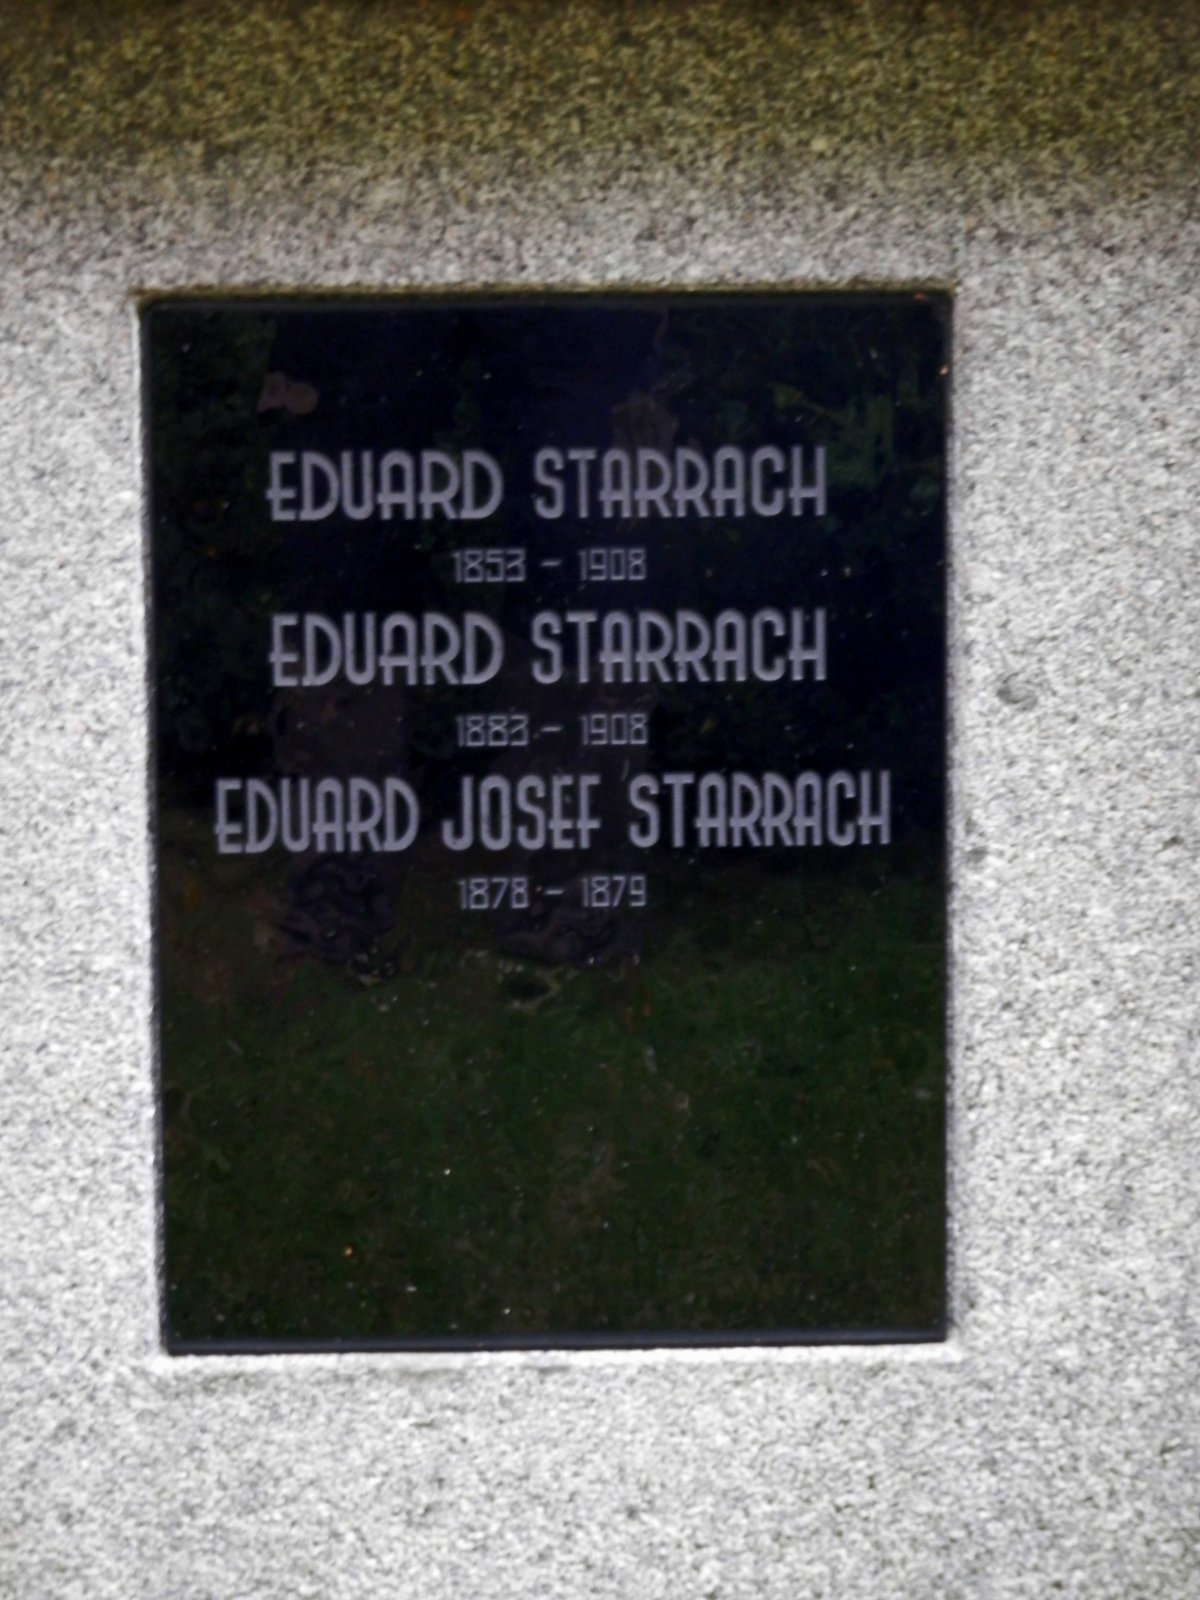 EDUARD STARRACH
1853 - 1908
EDUARD STARRACH
1883 - 1908
EDUARD JOSEF STARRACH
1878 - 1879